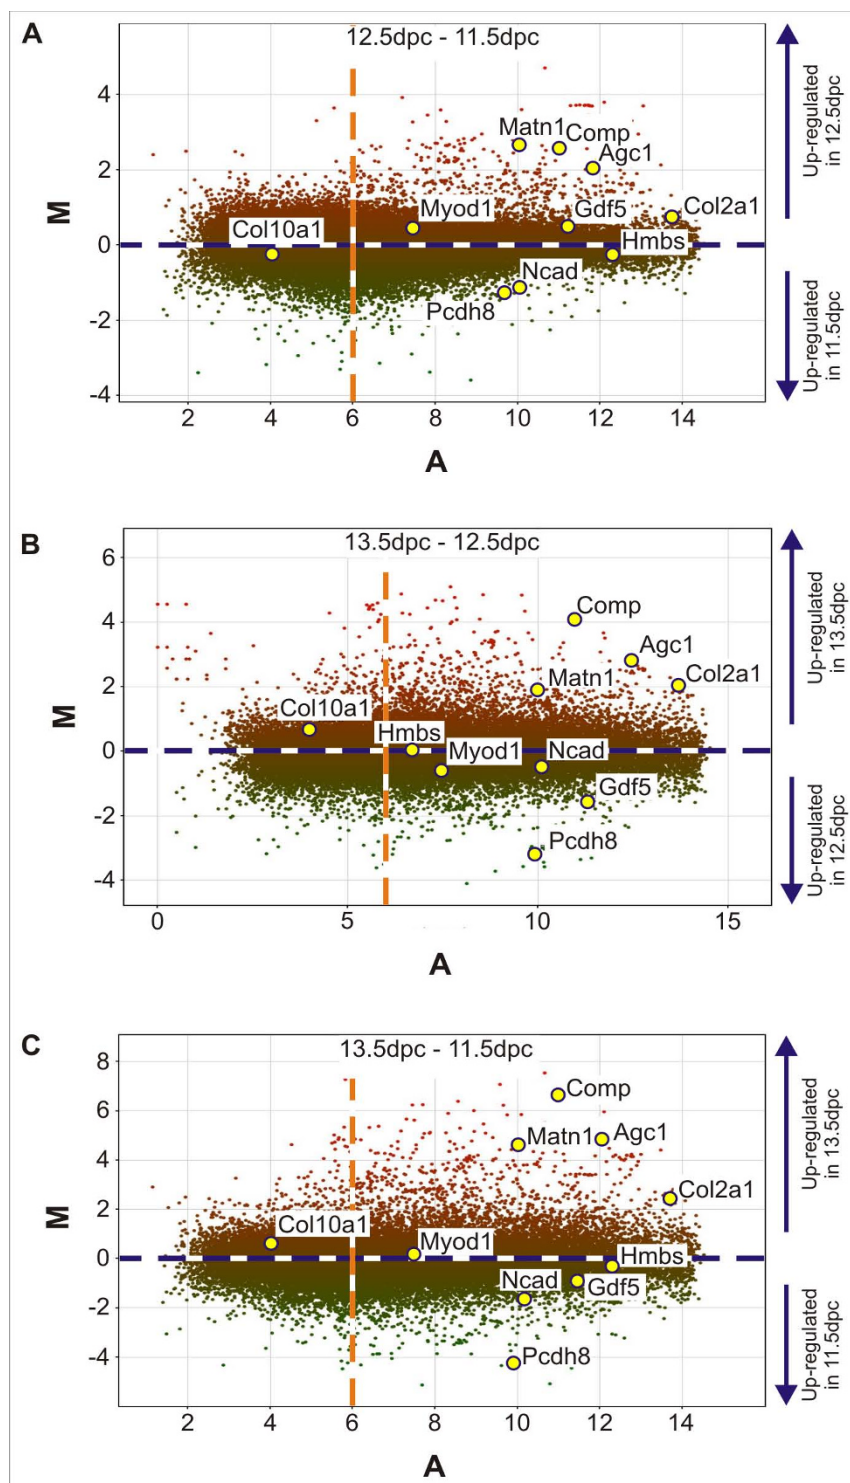 A
12.5dpc - 11.5dpc
4
2
0
-2
-4
M
Matn1
Comp
Agc1
Myod1
Gdf5
Col2a1
Col10a1
Hmbs
Ncad
Pcdh8
2
4
6
8
10
12
14
A
Up-regulated
in 12.5dpc
Up-regulated
in 11.5dpc
B
13.5dpc - 12.5dpc
6
4
2
0
-2
-4
M
Comp
Agc1
Matn1
Col2a1
Col10a1
Hmbs
Myod1
Ncad
Gdf5
Pcdh8
0
5
10
15
A
Up-regulated
in 13.5dpc
Up-regulated
in 12.5dpc
C
13.5dpc - 11.5dpc
8
6
4
2
0
-2
-4
M
Comp
Matn1
Agc1
Col2a1
Col10a1
Myod1
Hmbs
Ncad
Gdf5
Pcdh8
2
4
6
8
10
12
14
A
Up-regulated
in 13.5dpc
Up-regulated
in 11.5dpc